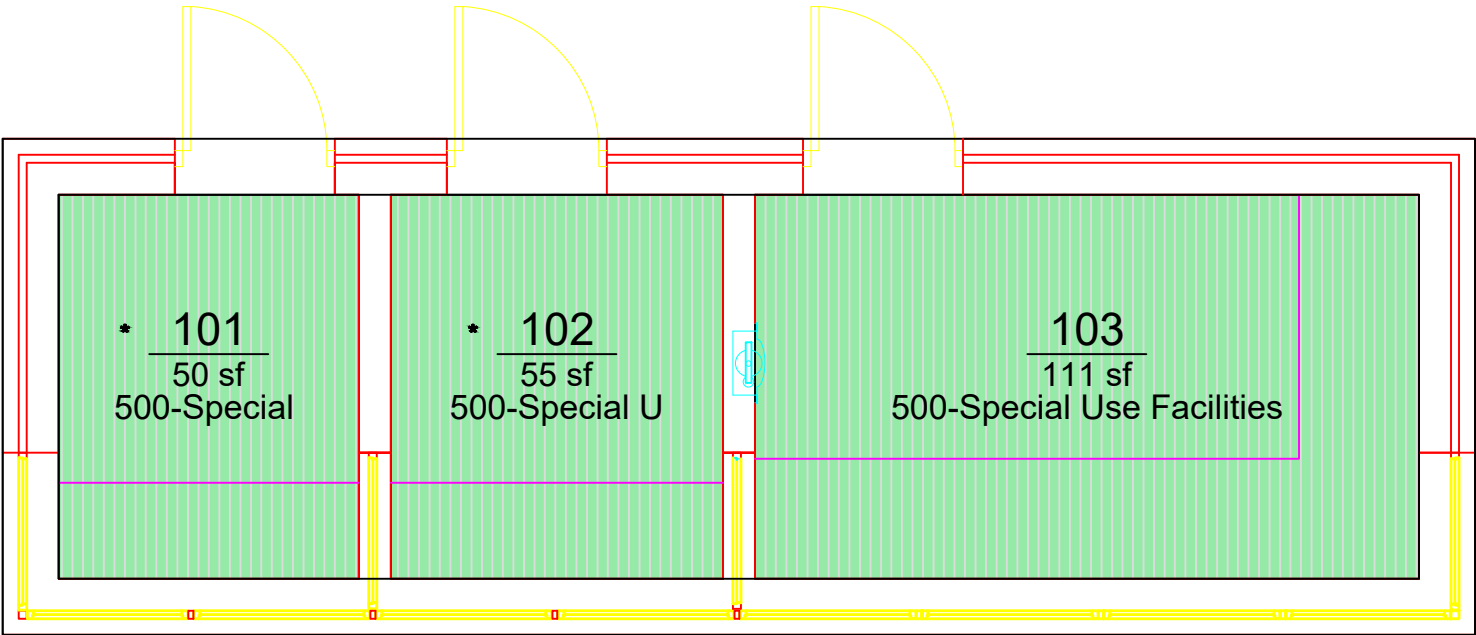 * 101
50 sf
500-Special
* 102
55 sf
500-Special U
103
111 sf
500-Special Use Facilities